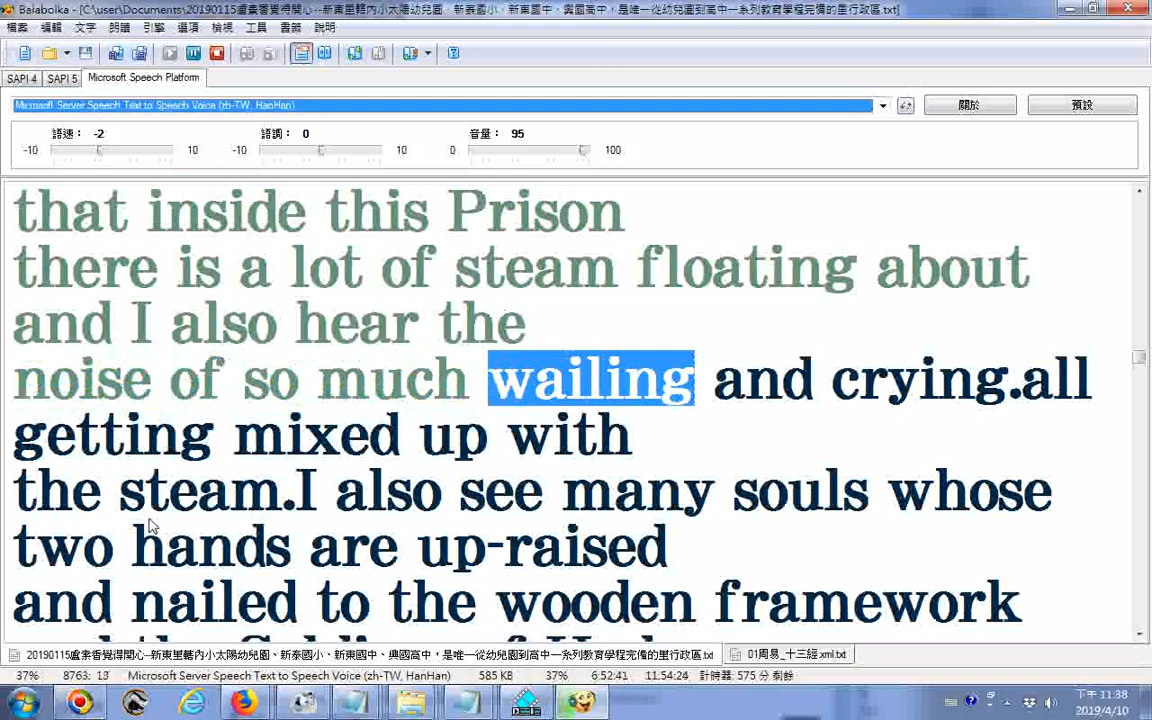 Balabolka - [C:\user\Documents\20190115盧素香覺得開心--新東里轄內小太陽幼兒園、新泰國小、新東國中、興國高中，是唯一從幼兒園到高中一系列教育學程完備的里行政區.txt]
檔案 編輯 文字 朗讀 引擎 選項 檢視 工具 書籤 說明
SAPI 4 SAPI 5 Microsoft Speech Platform
Microsoft Server Speech Text to Speech Voice (zh-TW, HanHan) 關於 預設
語速： -2 語調： 0 音量： 95
-10 10 -10 10 0 100
that inside this Prison
there is a lot of steam floating about
and I also hear the
noise of so much wailing and crying.all
getting mixed up with
the steam.I also see many souls whose
two hands are up-raised
and nailed to the wooden framework
20190115盧素香覺得開心--新東里轄內小太陽幼兒園、新泰國小、新東國中、興國高中，是唯一從幼兒園到高中一系列教育學程完備的里行政區.txt 01周易_十三經.xml.txt
37% 8763: 13 Microsoft Server Speech Text to Speech Voice (zh-TW, HanHan) 585 KB 37% 6:52:41 11:54:24 計時器: 575 分 剩餘
下午 11:38
2019/4/10